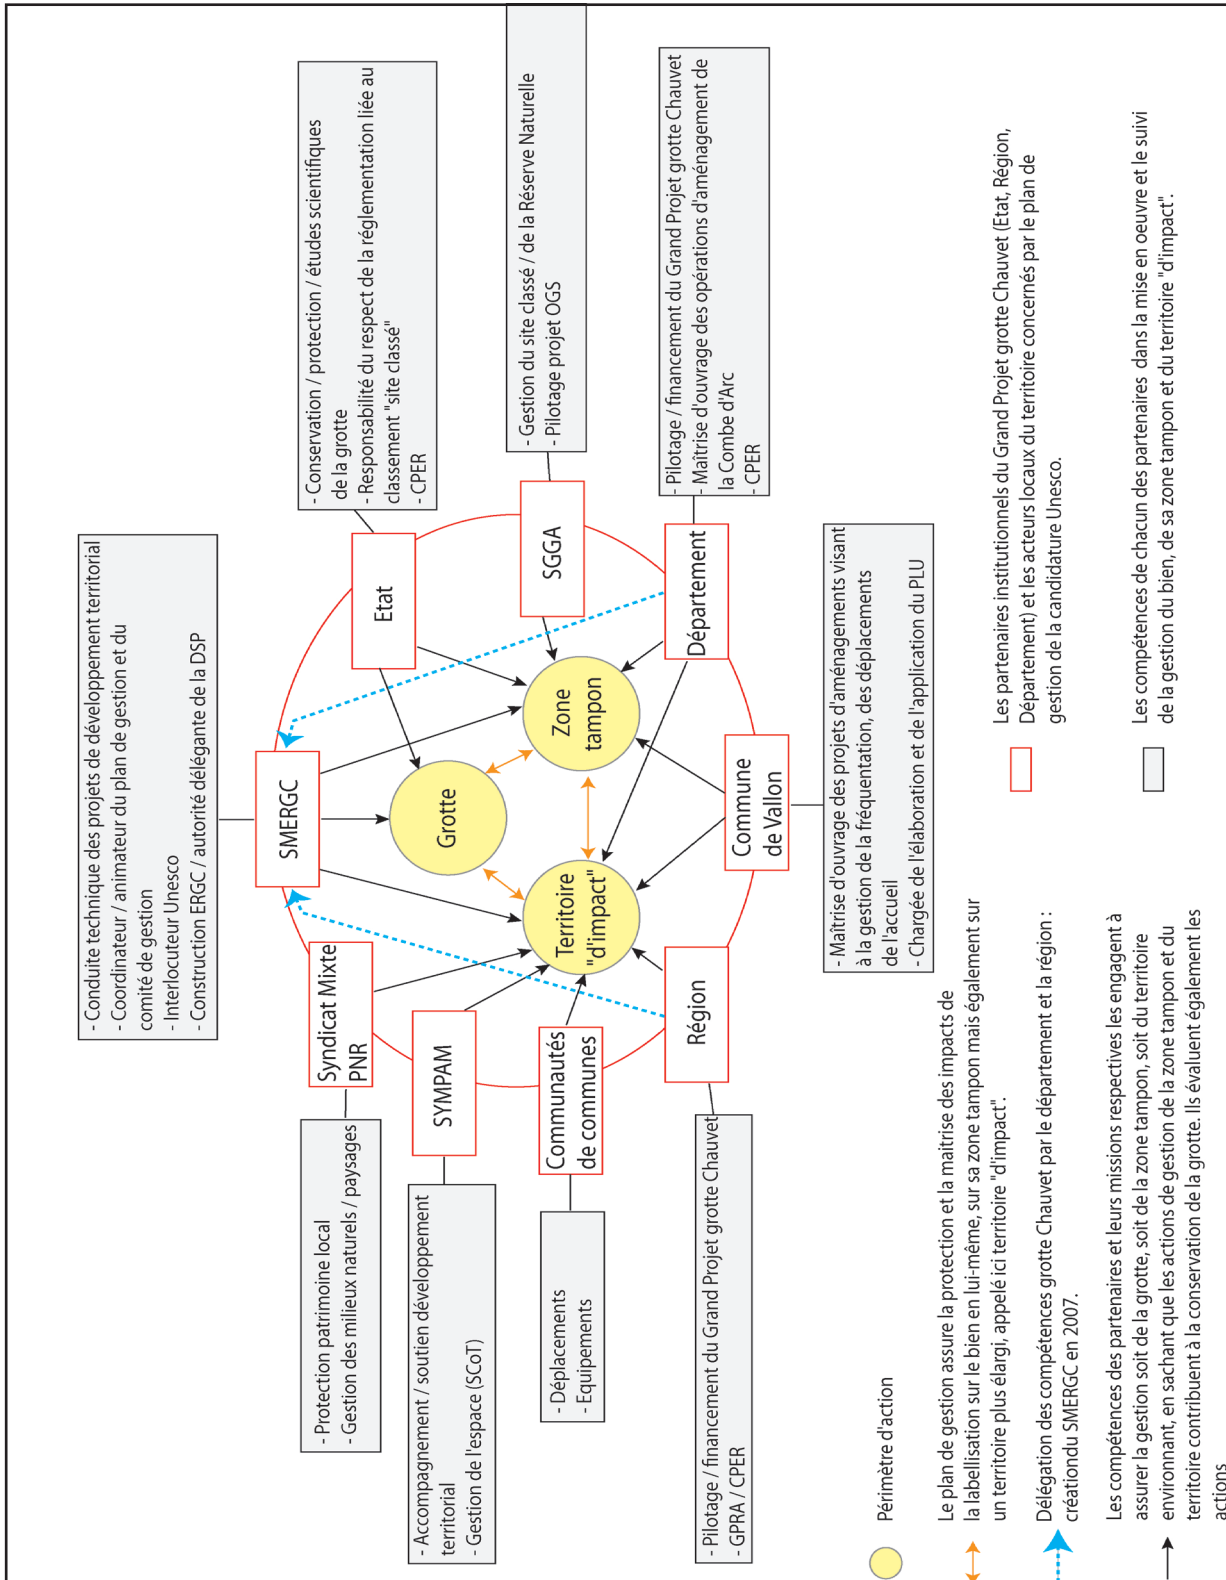 - Conduite technique des projets de développement territorial
- Coordinateur / animateur du plan de gestion et du
comité de gestion
- Interlocuteur Unesco
- Construction ERGC / autorité délégante de la DSP
- Protection patrimoine local
- Gestion des milieux naturels / paysages
Syndicat Mixte
PNR
SMERGC
Etat
- Conservation / protection / études scientifiques
de la grotte
- Responsabilité du respect de la réglementation liée au
classement "site classé"
- CPER
- Accompagnement / soutien développement
territorial
- Gestion de l'espace (SCoT)
SYMPAM
Grotte
SGGA
- Gestion du site classé / de la Réserve Naturelle
- Pilotage projet OGS
- Déplacements
- Equipements
Communautés
de communes
Territoire
"d'impact"
Zone
tampon
- Pilotage / financement du Grand Projet grotte Chauvet
- GPRA / CPER
Région
Commune
de Vallon
Département
- Pilotage / financement du Grand Projet grotte Chauvet
- Maîtrise d'ouvrage des opérations d'aménagement de
la Combe d'Arc
- CPER
- Maîtrise d'ouvrage des projets d'aménagements visant
à la gestion de la fréquentation, des déplacements
de l'accueil
- Chargée de l'élaboration et de l'application du PLU
Périmètre d'action
Le plan de gestion assure la protection et la maitrise des impacts de
la labellisation sur le bien en lui-même, sur sa zone tampon mais également sur
un territoire plus élargi, appelé ici territoire "d'impact".
Délégation des compétences grotte Chauvet par le département et la région :
créationdu SMERGC en 2007.
Les compétences des partenaires et leurs missions respectives les engagent à
assurer la gestion soit de la grotte, soit de la zone tampon, soit du territoire
environnant, en sachant que les actions de gestion de la zone tampon et du
territoire contribuent à la conservation de la grotte. Ils évaluent également les
actions
Les partenaires institutionnels du Grand Projet grotte Chauvet (Etat, Région,
Département) et les acteurs locaux du territoire concernés par le plan de
gestion de la candidature Unesco.
Les compétences de chacun des partenaires dans la mise en oeuvre et le suivi
de la gestion du bien, de sa zone tampon et du territoire "d'impact".